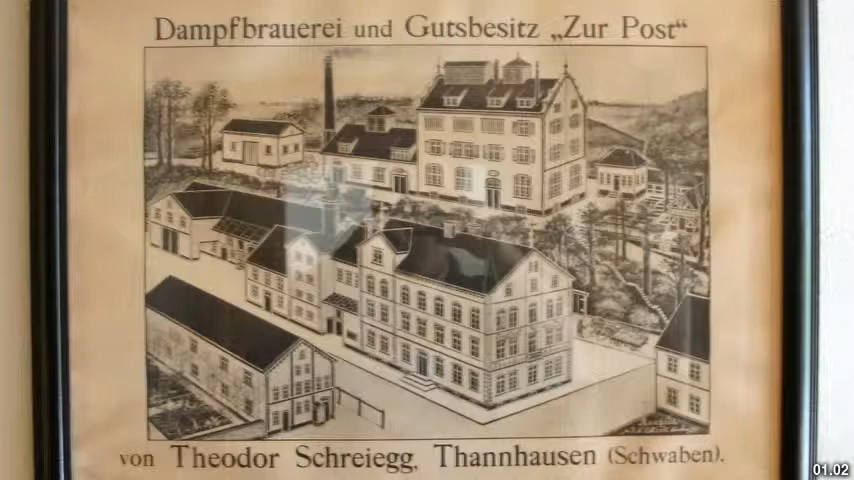 Dampfbrauerei und Gutsbesitz „Zur Post“
von Theodor Schreiegg, Thannhausen (Schwaben).
01.02